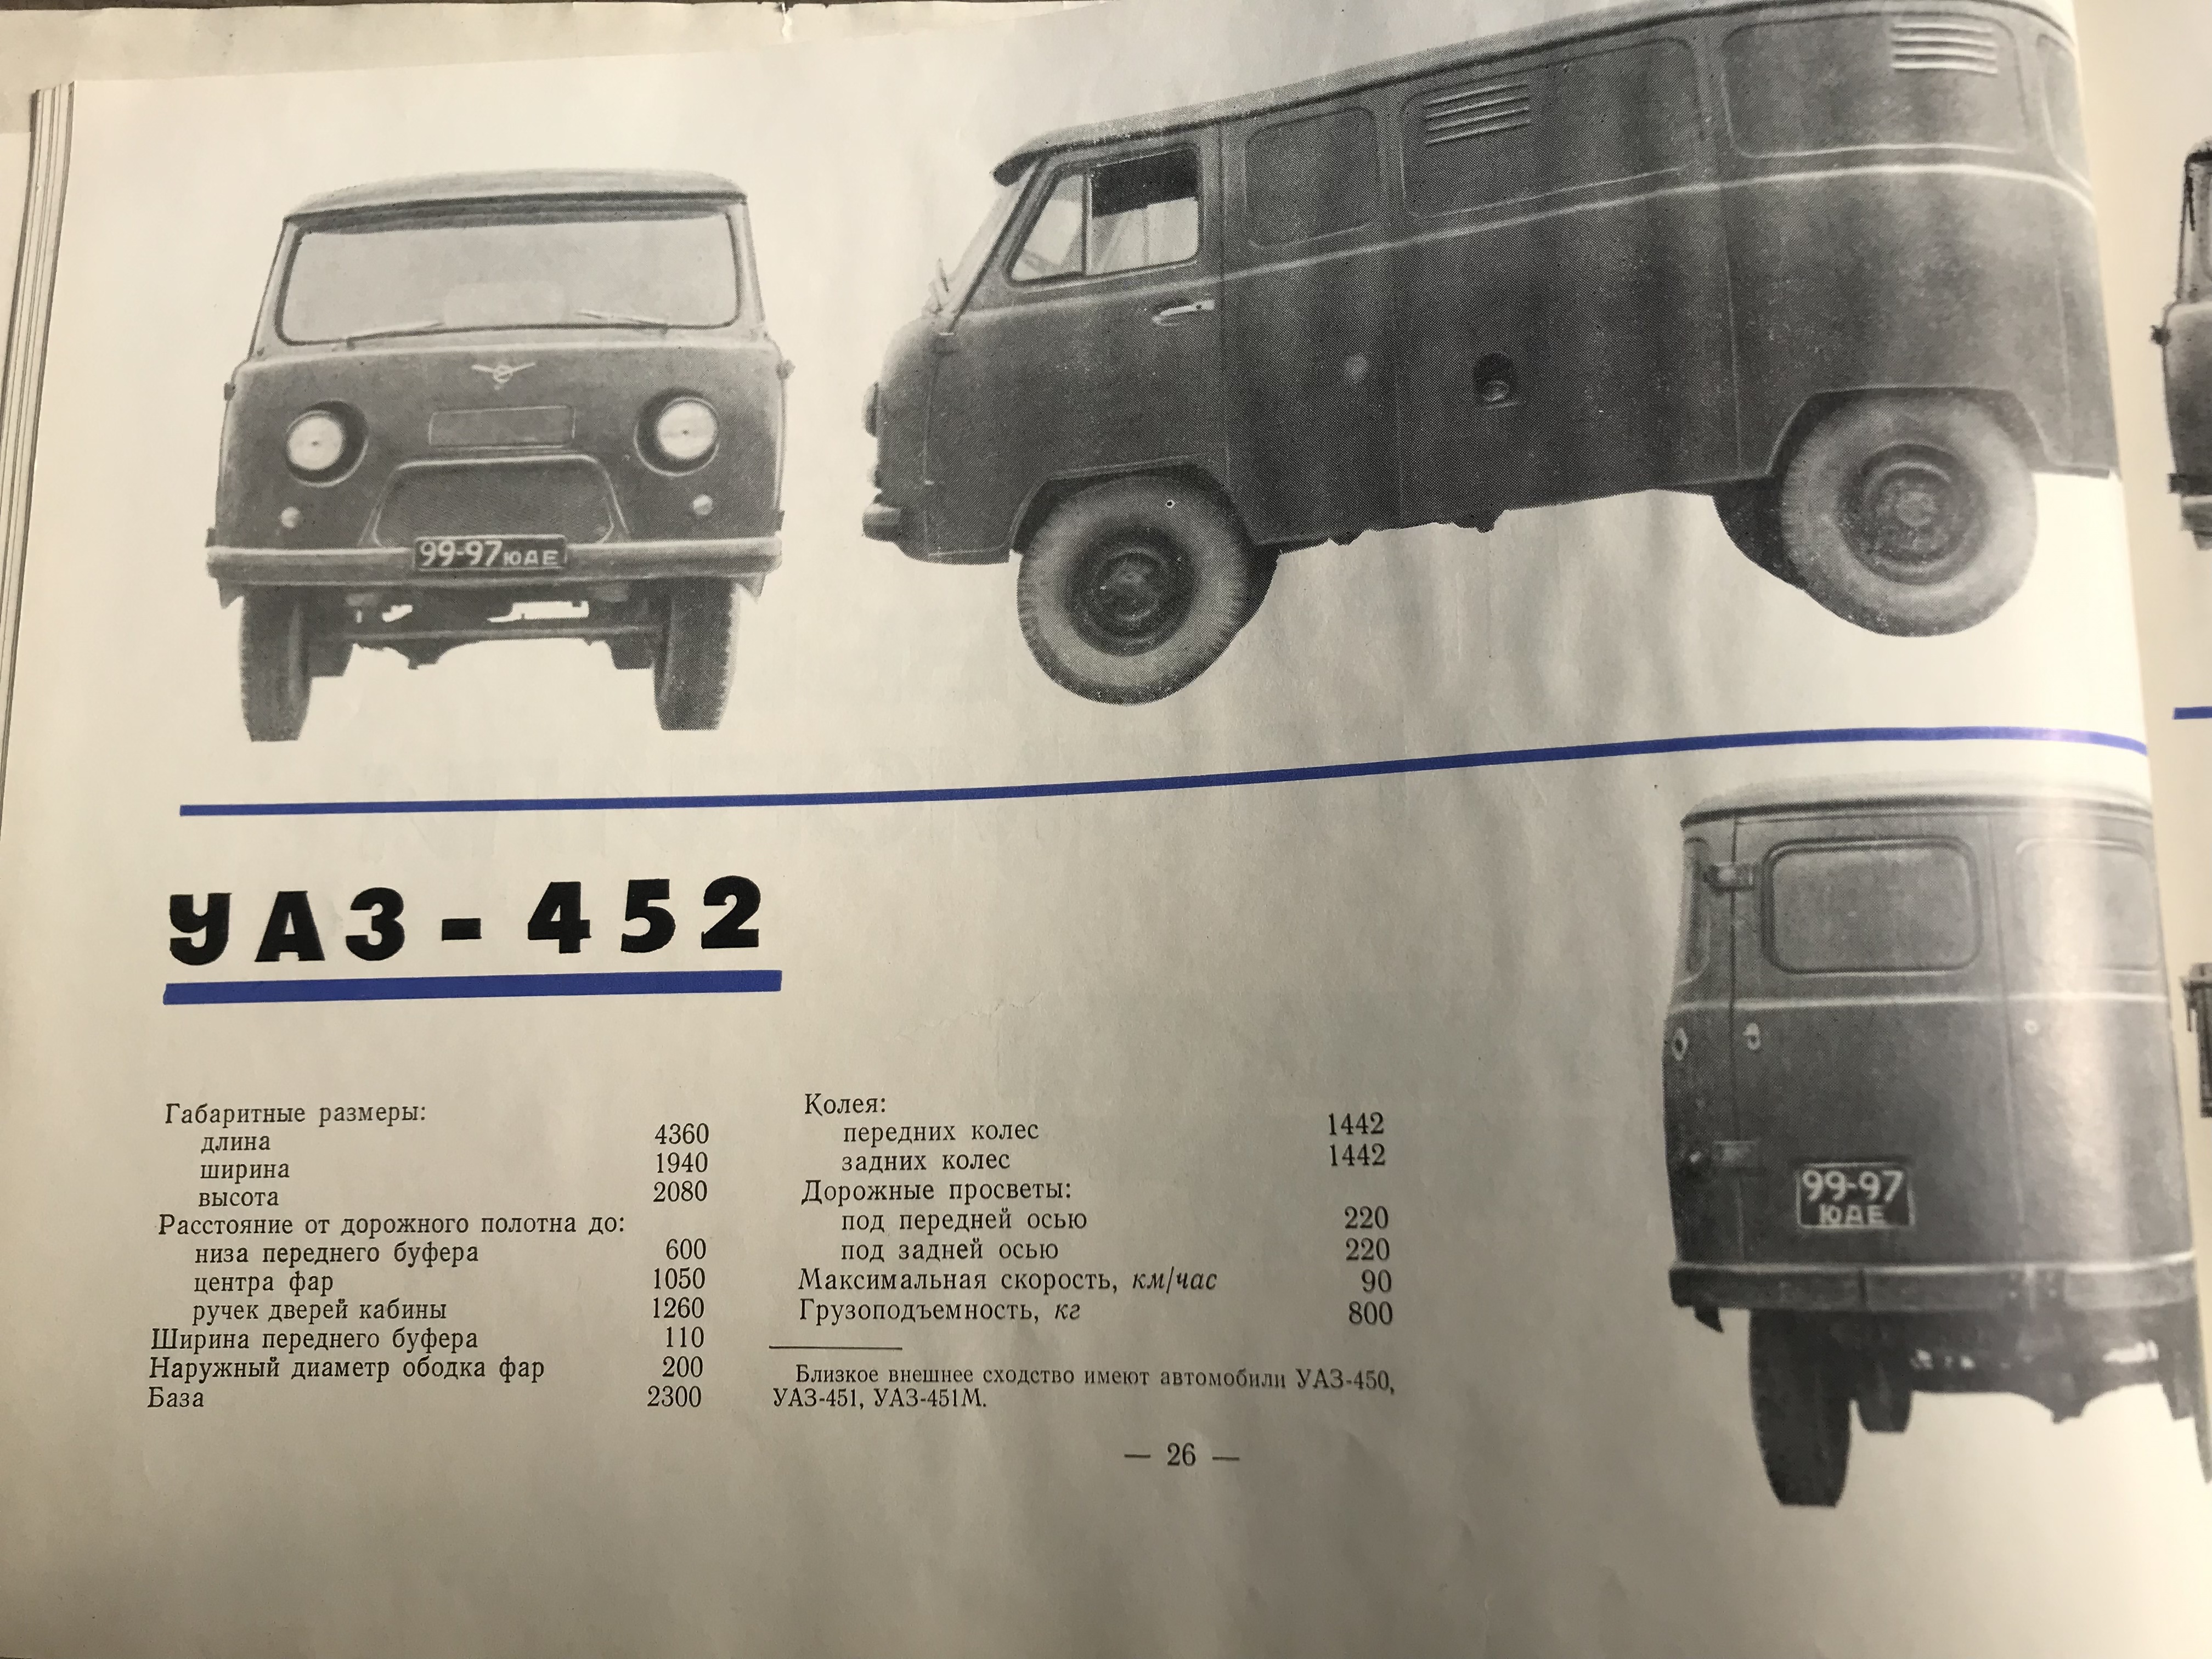 99-97 ЮДЕ
УАЗ-452
Габаритные размеры:
длина 4360
ширина 1940
высота 2080
Расстояние от дорожного полотна до:
низа переднего буфера 600
центра фар 1050
ручек дверей кабины 1260
Ширина переднего буфера 110
Наружный диаметр ободка фар 200
База 2300
Колея:
передних колес 1442
задних колес 1442
Дорожные просветы:
под передней осью 220
под задней осью 220
Максимальная скорость, км/час 90
Грузоподъемность, кг 800
Близкое внешнее сходство имеют автомобили УАЗ-450,
УАЗ-451, УАЗ-451М.
99-97
ЮДЕ
— 26 —